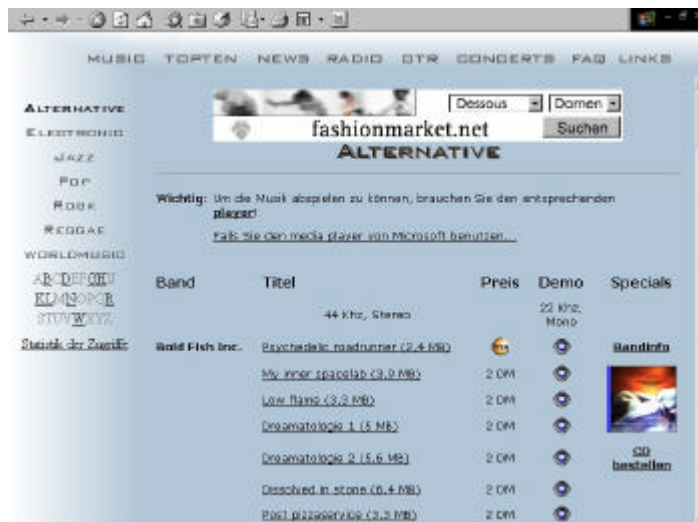 MUSIC TOPTEN NEWS RADIO OTR CONCERTS FAQ LINKS
ALTERNATIVE
ELECTRONIC
JAZZ
POP
ROCK
REGGAE
WORLDMUSIC
ABCDEFGHIJ
KLMNOPQR
STUVWXYZ
Statistik der Zugriffe
Dessous
Damen
fashionmarket.net
Suchen
ALTERNATIVE
Wichtig: Um die Musik abspielen zu können, brauchen Sie den entsprechenden
player!
Falls Sie den media player von Microsoft benutzen...
Band Titel Preis Demo Specials
44 Khz, Stereo 22 Khz, Mono
Bold Fish Inc. Psychedelic roadrunner (2,4 MB) Bandinfo
My inner spacelab (3,9 MB) 2 DM
Low flame (3,3 MB) 2 DM
Dreamatologie 1 (5 MB) 2 DM
Dreamatologie 2 (5,6 MB) 2 DM CD bestellen
Dissolved in stone (6,4 MB) 2 DM
Post pizzaservice (3,3 MB) 2 DM